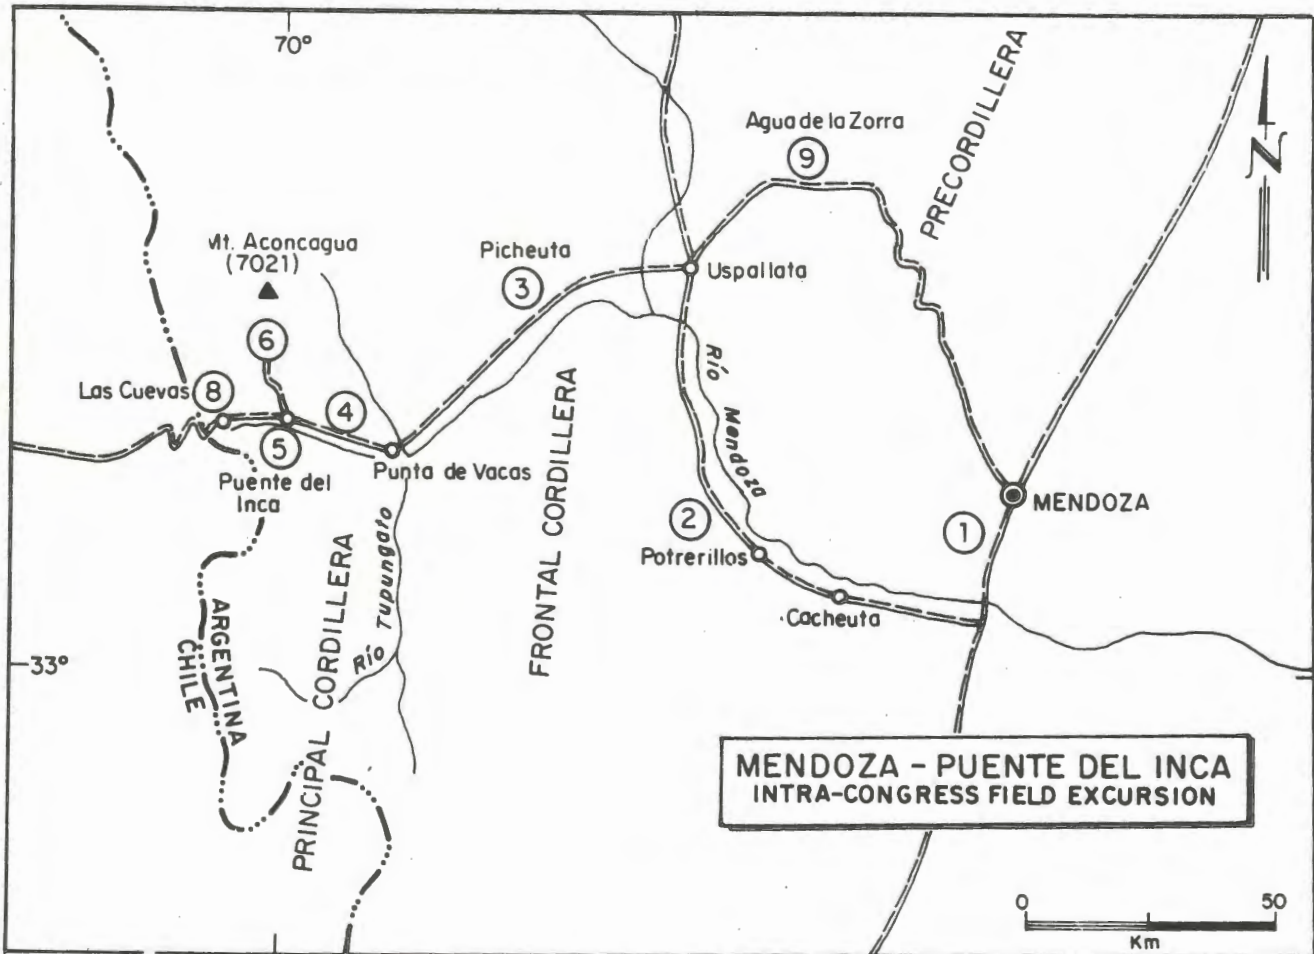 70°
Agua de la Zorra
9
PRECORDILLERA
N
Mt. Aconcagua
(7021)
Picheuta
3
Uspallata
6
Las Cuevas
8
4
5
Puente del
Inca
Punta de Vacas
Río Mendoza
FRONTAL CORDILLERA
MENDOZA
1
2
Potrerillos
Cacheuta
33°
ARGENTINA
CHILE
Río Tupungato
PRINCIPAL CORDILLERA
MENDOZA - PUENTE DEL INCA
INTRA-CONGRESS FIELD EXCURSION
0 50
Km